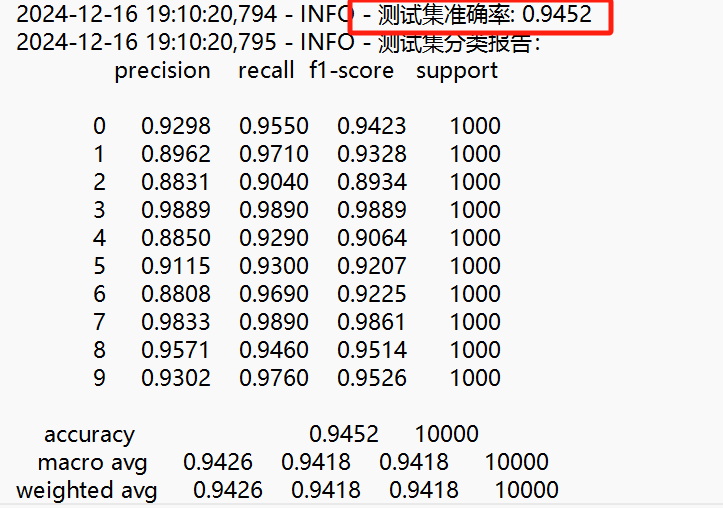 2024-12-16 19:10:20,794 - INFO - 测试集准确率: 0.9452
2024-12-16 19:10:20,795 - INFO - 测试集分类报告：
precision recall f1-score support
0 0.9298 0.9550 0.9423 1000
1 0.8962 0.9710 0.9328 1000
2 0.8831 0.9040 0.8934 1000
3 0.9889 0.9890 0.9889 1000
4 0.8850 0.9290 0.9064 1000
5 0.9115 0.9300 0.9207 1000
6 0.8808 0.9690 0.9225 1000
7 0.9833 0.9890 0.9861 1000
8 0.9571 0.9460 0.9514 1000
9 0.9302 0.9760 0.9526 1000
accuracy 0.9452 10000
macro avg 0.9426 0.9418 0.9418 10000
weighted avg 0.9426 0.9418 0.9418 10000